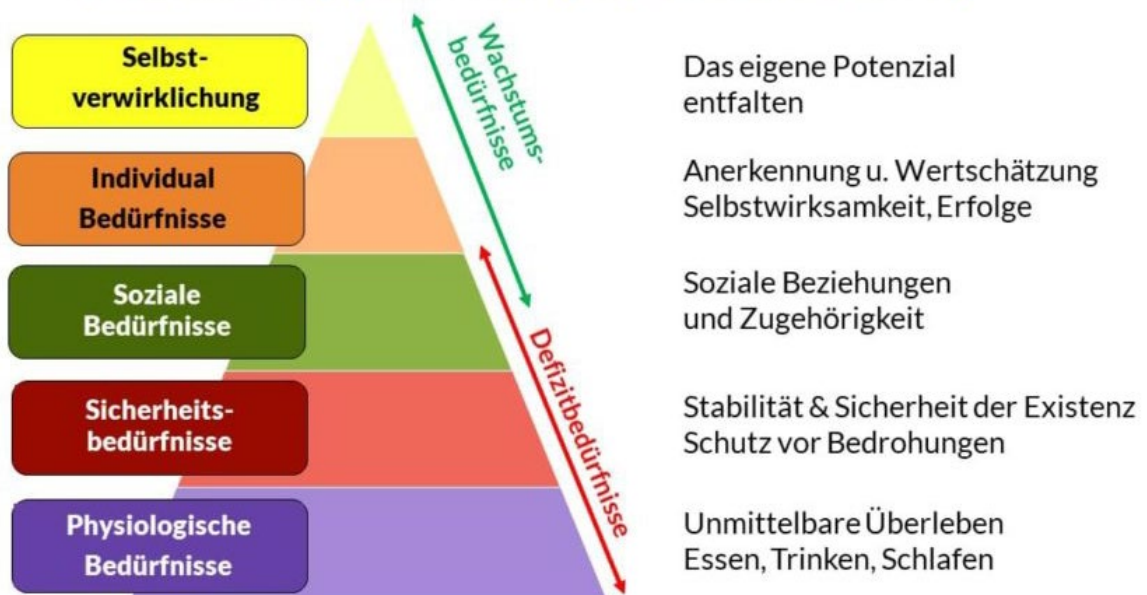 Selbst-
verwirklichung
Wachstums-
bedürfnisse
Das eigene Potenzial
entfalten
Individual
Bedürfnisse
Anerkennung u. Wertschätzung
Selbstwirksamkeit, Erfolge
Soziale
Bedürfnisse
Soziale Beziehungen
und Zugehörigkeit
Defizitbedürfnisse
Sicherheits-
bedürfnisse
Stabilität & Sicherheit der Existenz
Schutz vor Bedrohungen
Physiologische
Bedürfnisse
Unmittelbare Überleben
Essen, Trinken, Schlafen